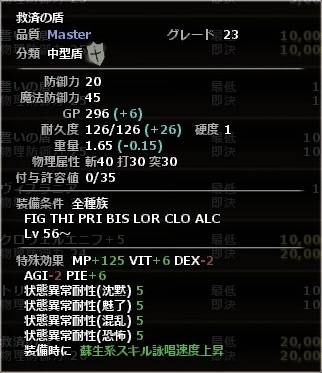 救済の盾
品質 Master グレード 23
分類 中型盾
防御力 20
魔法防御力 45
GP 296 (+6)
耐久度 126/126 (+26) 硬度 1
重量 1.65 (-0.15)
物理属性 斬40 打30 突30
付与許容値 0/35
装備条件 全種族
FIG THI PRI BIS LOR CLO ALC
Lv 56～
特殊効果 MP+125 VIT+6 DEX-2
AGI-2 PIE+6
状態異常耐性(沈黙) 5
状態異常耐性(魅了) 5
状態異常耐性(混乱) 5
状態異常耐性(恐怖) 5
装備時に 蘇生系スキル詠唱速度上昇